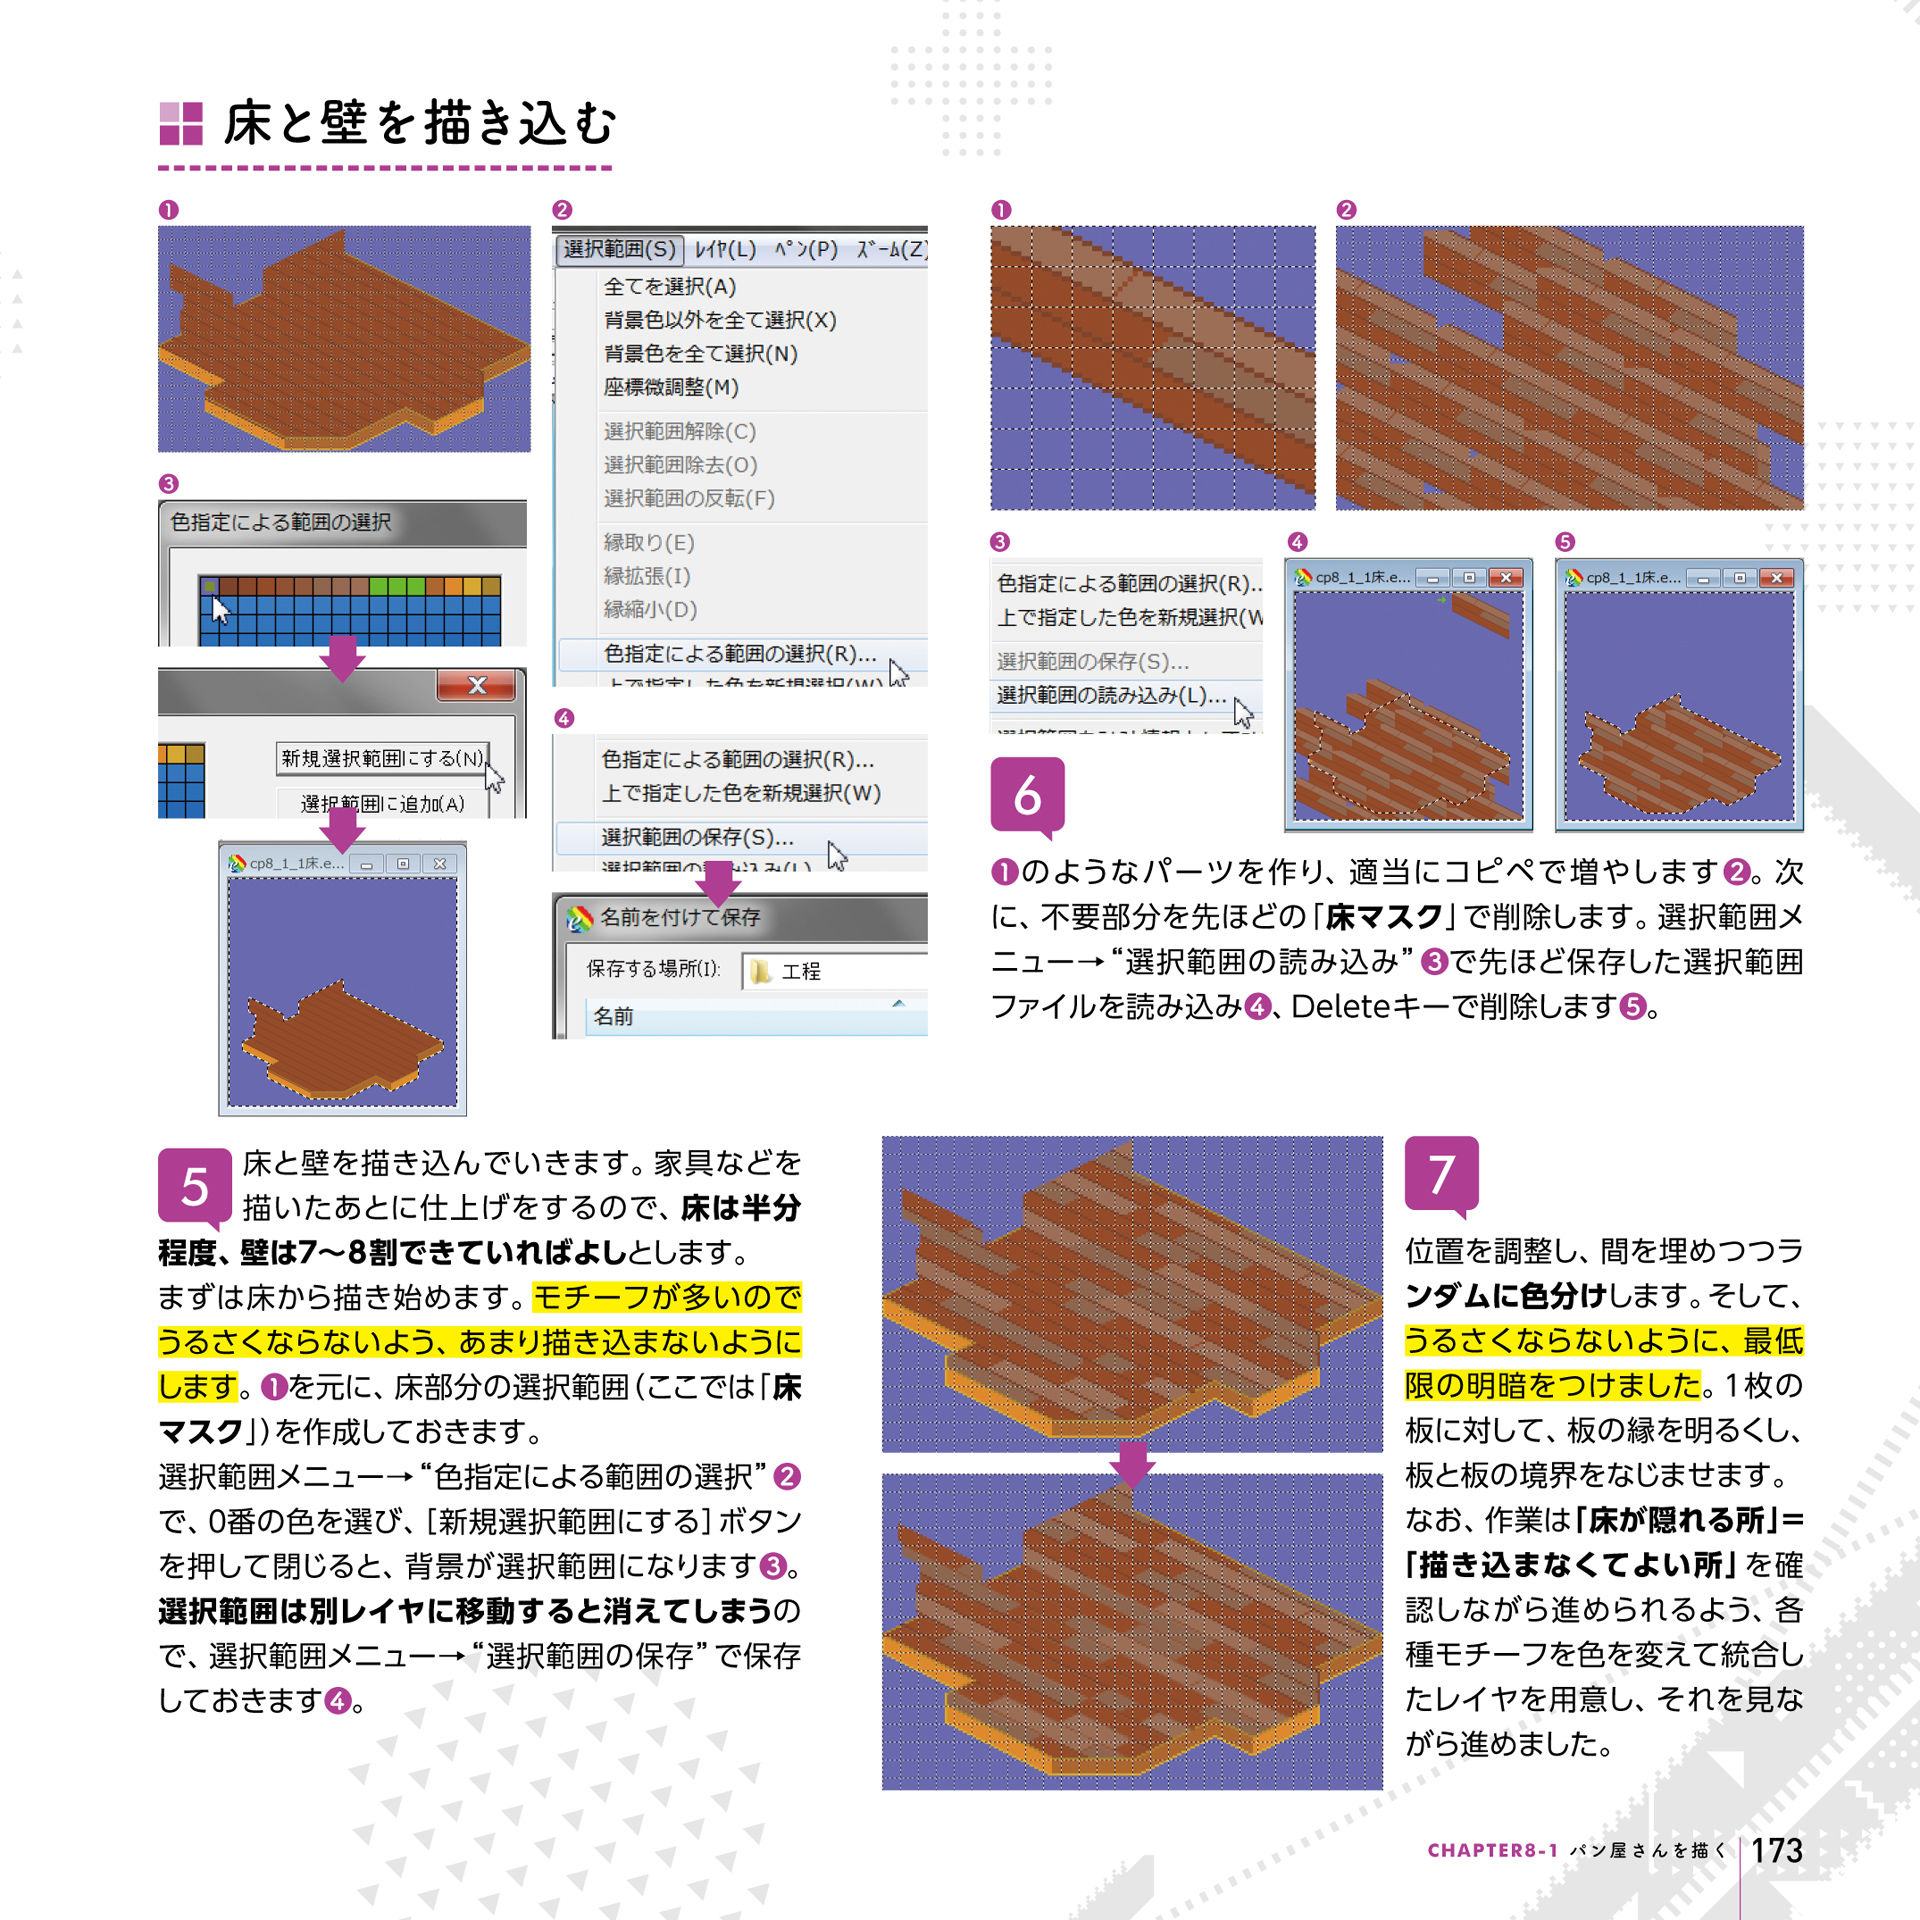 床と壁を描き込む
❶
❷
選択範囲(S) ﾚｲﾔ(L) ﾍﾟﾝ(P) ｽﾞｰﾑ(Z)
全てを選択(A)
背景色以外を全て選択(X)
背景色を全て選択(N)
座標微調整(M)
選択範囲解除(C)
選択範囲除去(O)
選択範囲の反転(F)
縁取り(E)
縁拡張(I)
縁縮小(D)
色指定による範囲の選択(R)...
上で指定した色を新規選択(W)
❸
色指定による範囲の選択
新規選択範囲にする(N)
選択範囲に追加(A)
cp8_1_1床.e...
❹
色指定による範囲の選択(R)...
上で指定した色を新規選択(W)
選択範囲の保存(S)...
名前を付けて保存
保存する場所(I):
工程
名前
5
床と壁を描き込んでいきます。家具などを
描いたあとに仕上げをするので、床は半分
程度、壁は7〜8割できていればよしとします。
まずは床から描き始めます。モチーフが多いので
うるさくならないよう、あまり描き込まないように
します。❶を元に、床部分の選択範囲（ここでは「床
マスク」）を作成しておきます。
選択範囲メニュー→“色指定による範囲の選択”❷
で、0番の色を選び、［新規選択範囲にする］ボタン
を押して閉じると、背景が選択範囲になります❸。
選択範囲は別レイヤに移動すると消えてしまうの
で、選択範囲メニュー→“選択範囲の保存”で保存
しておきます❹。
❶
❷
❸
色指定による範囲の選択(R)..
上で指定した色を新規選択(W
選択範囲の保存(S)...
選択範囲の読み込み(L)...
❹
cp8_1_1床.e...
❺
cp8_1_1床.e...
6
❶のようなパーツを作り、適当にコピペで増やします❷。次
に、不要部分を先ほどの「床マスク」で削除します。選択範囲メ
ニュー→“選択範囲の読み込み”❸で先ほど保存した選択範囲
ファイルを読み込み❹、Deleteキーで削除します❺。
7
位置を調整し、間を埋めつつラ
ンダムに色分けします。そして、
うるさくならないように、最低
限の明暗をつけました。1枚の
板に対して、板の縁を明るくし、
板と板の境界をなじませます。
なお、作業は「床が隠れる所」＝
「描き込まなくてよい所」を確
認しながら進められるよう、各
種モチーフを色を変えて統合し
たレイヤを用意し、それを見な
がら進めました。
CHAPTER8-1 パン屋さんを描く 173